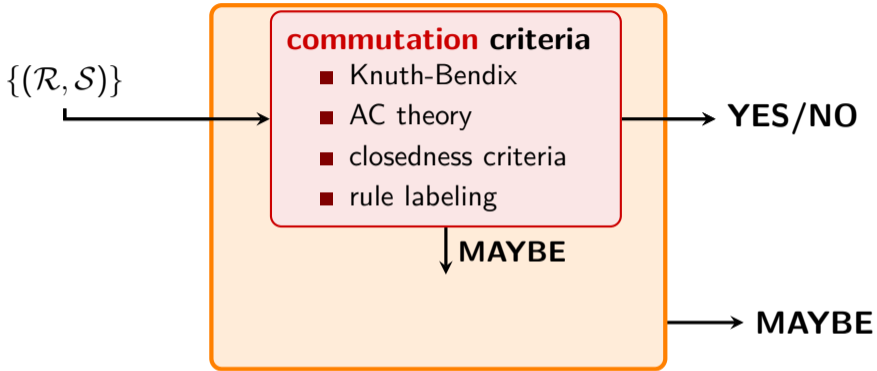 commutation criteria
{(R, S)}
Knuth-Bendix
AC theory
YES/NO
closedness criteria
rule labeling
MAYBE
MAYBE